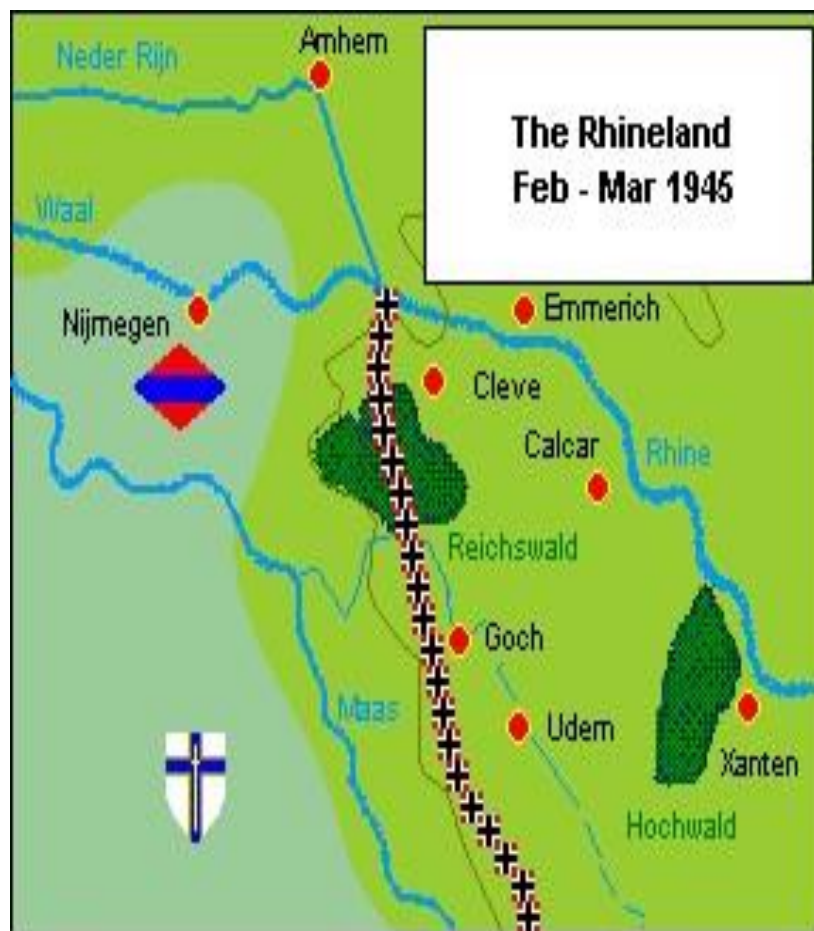 Arnhem
Neder Rijn
The Rhineland
Feb - Mar 1945
Waal
Nijmegen
Emmerich
Cleve
Calcar
Rhine
Reichswald
Goch
Maas
Udem
Xanten
Hochwald